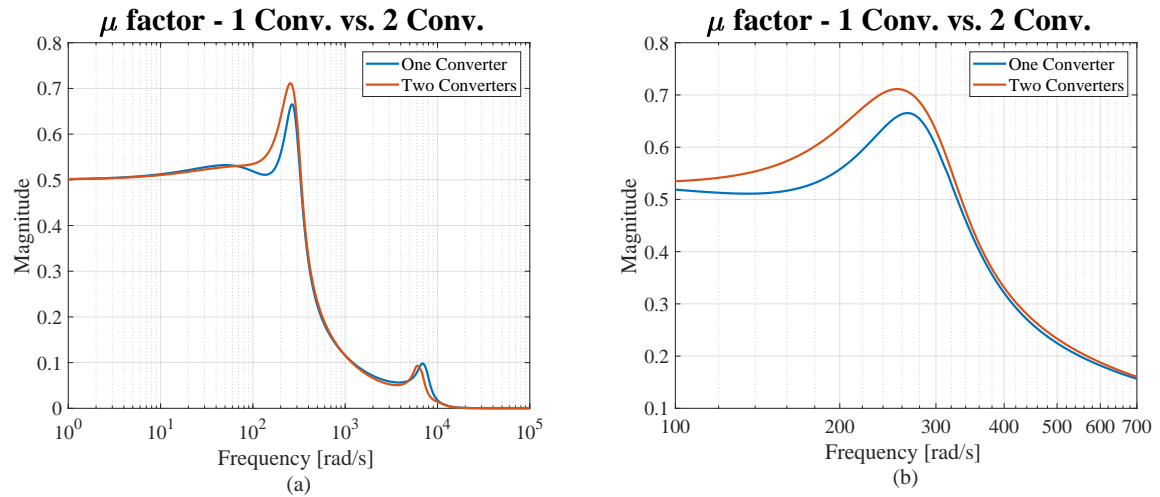 μ factor - 1 Conv. vs. 2 Conv.
0.8
0.7
0.6
0.5
0.4
0.3
0.2
0.1
0
Magnitude
One Converter
Two Converters
10^0
10^1
10^2
10^3
10^4
10^5
Frequency [rad/s]
(a)
μ factor - 1 Conv. vs. 2 Conv.
0.8
0.7
0.6
0.5
0.4
0.3
0.2
0.1
Magnitude
One Converter
Two Converters
100
200
300
400
500
600
700
Frequency [rad/s]
(b)